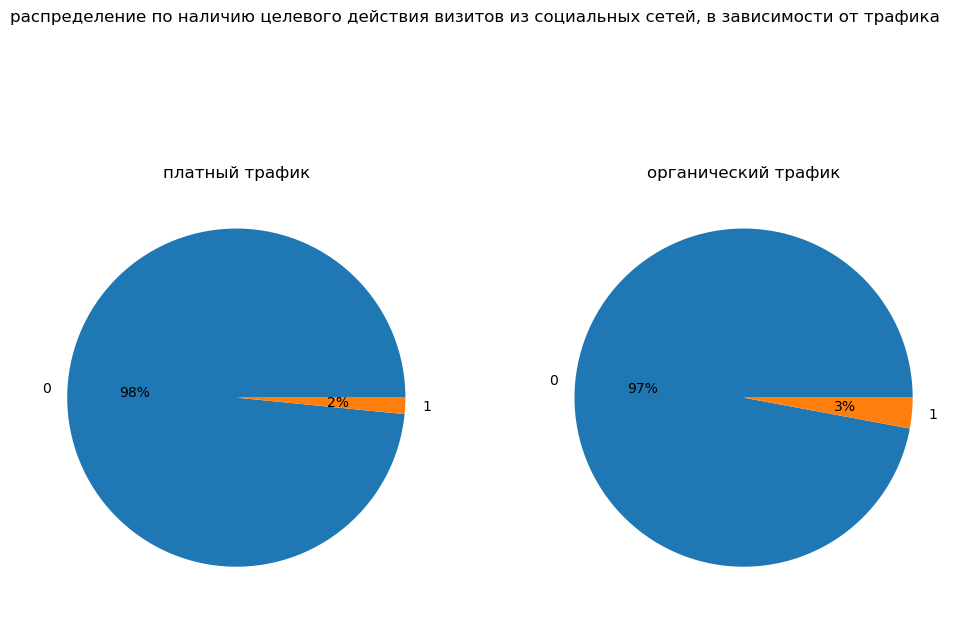 распределение по наличию целевого действия визитов из социальных сетей, в зависимости от трафика
платный трафик
0
98%
2%
1
органический трафик
0
97%
3%
1